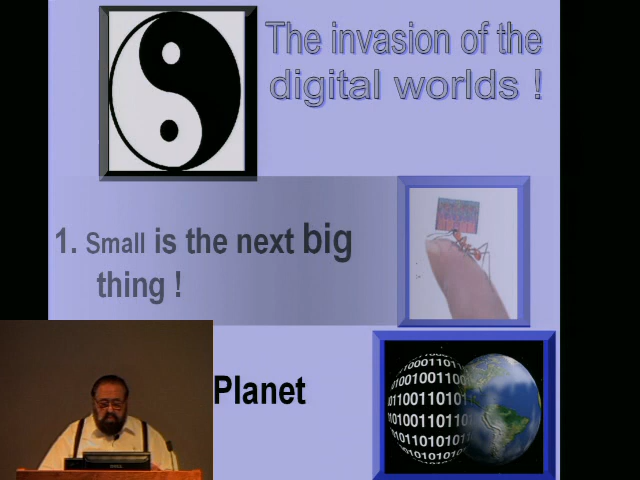 The invasion of the
digital worlds !
1. Small is the next big
thing !
Planet